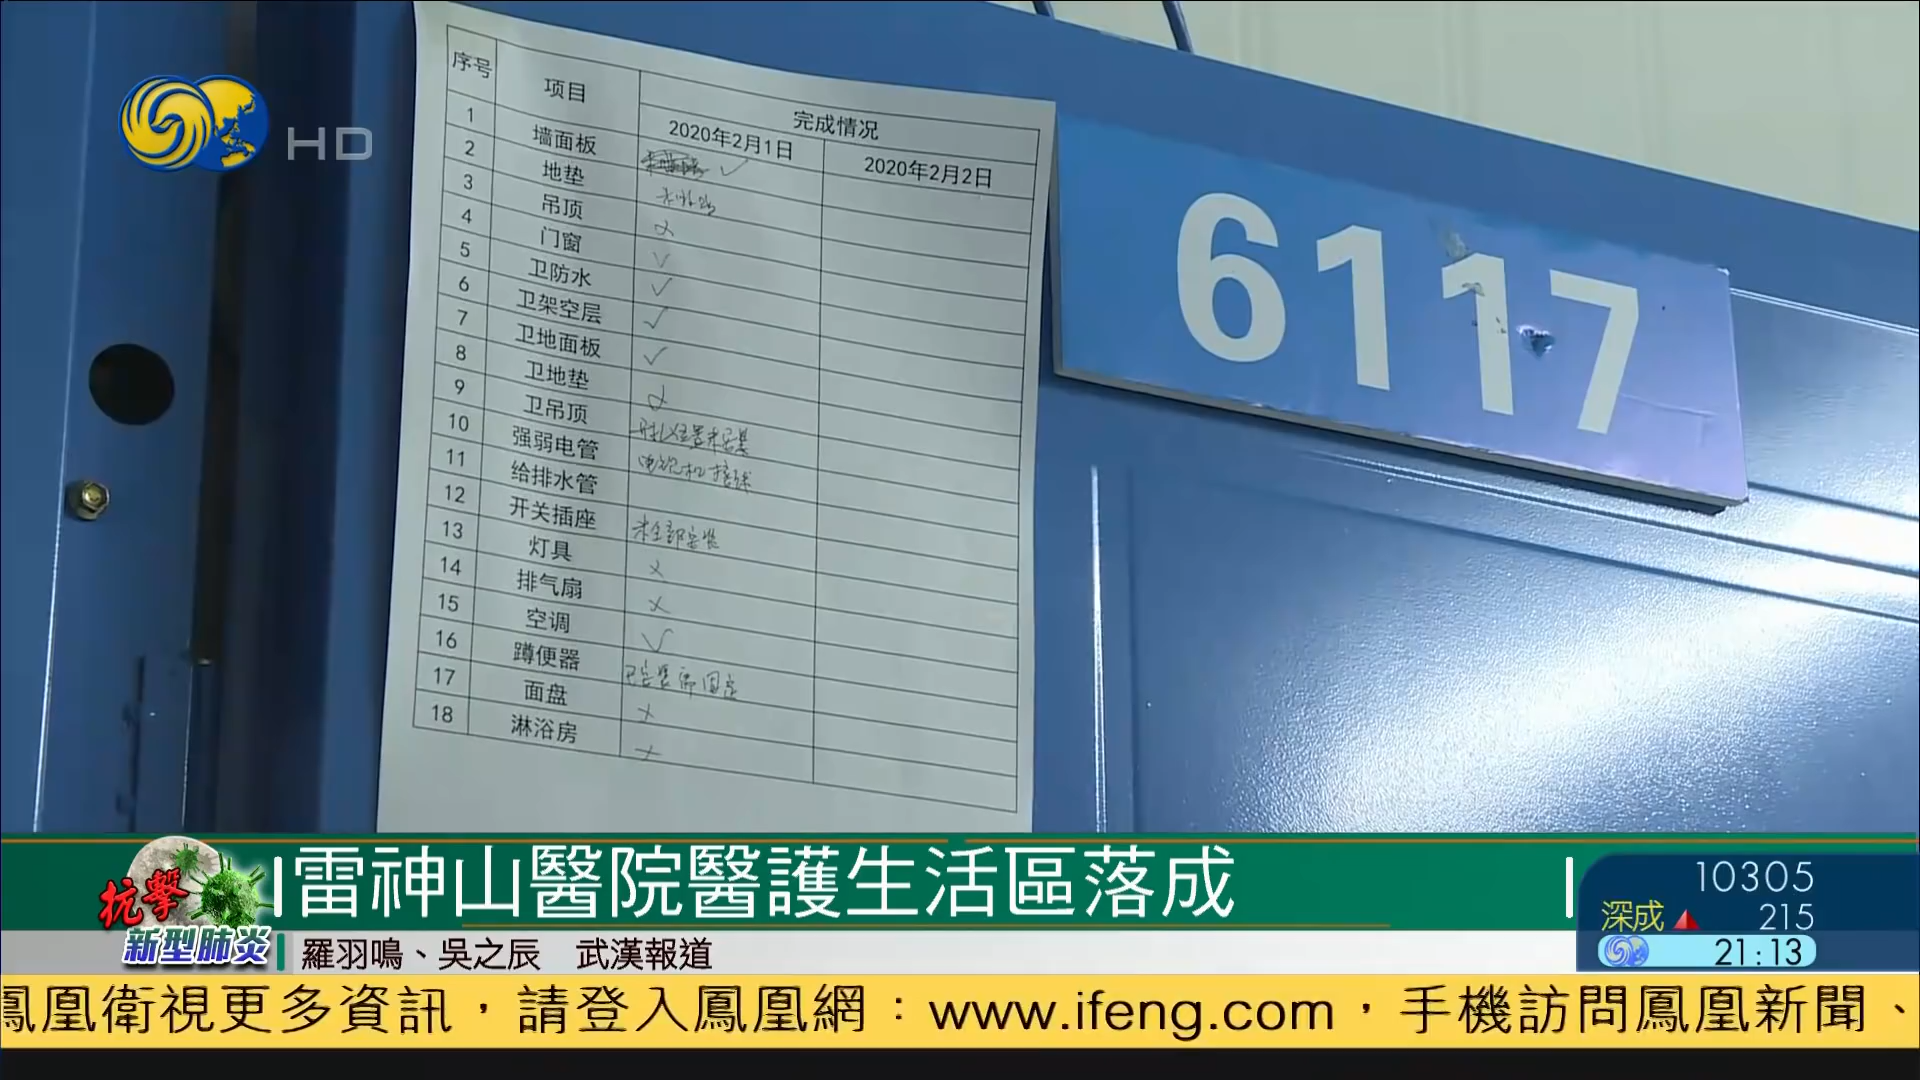 HD
序号 项目 完成情况
2020年2月1日 2020年2月2日
1 墙面板 ✓
2 地垫
3 吊顶 ×
4 门窗 ✓
5 卫防水 ✓
6 卫架空层 ✓
7 卫地面板 ✓
8 卫地垫 ×
9 卫吊顶
10 强弱电管
11 给排水管
12 开关插座 未全部安装
13 灯具 ×
14 排气扇 ×
15 空调 ✓
16 蹲便器
17 面盘 ×
18 淋浴房 ×
6117
抗擊
新型肺炎
雷神山醫院醫護生活區落成
羅羽鳴、吳之辰 武漢報道
10305
深成 ▲ 215
21:13
鳳凰衛視更多資訊，請登入鳳凰網：www.ifeng.com，手機訪問鳳凰新聞、